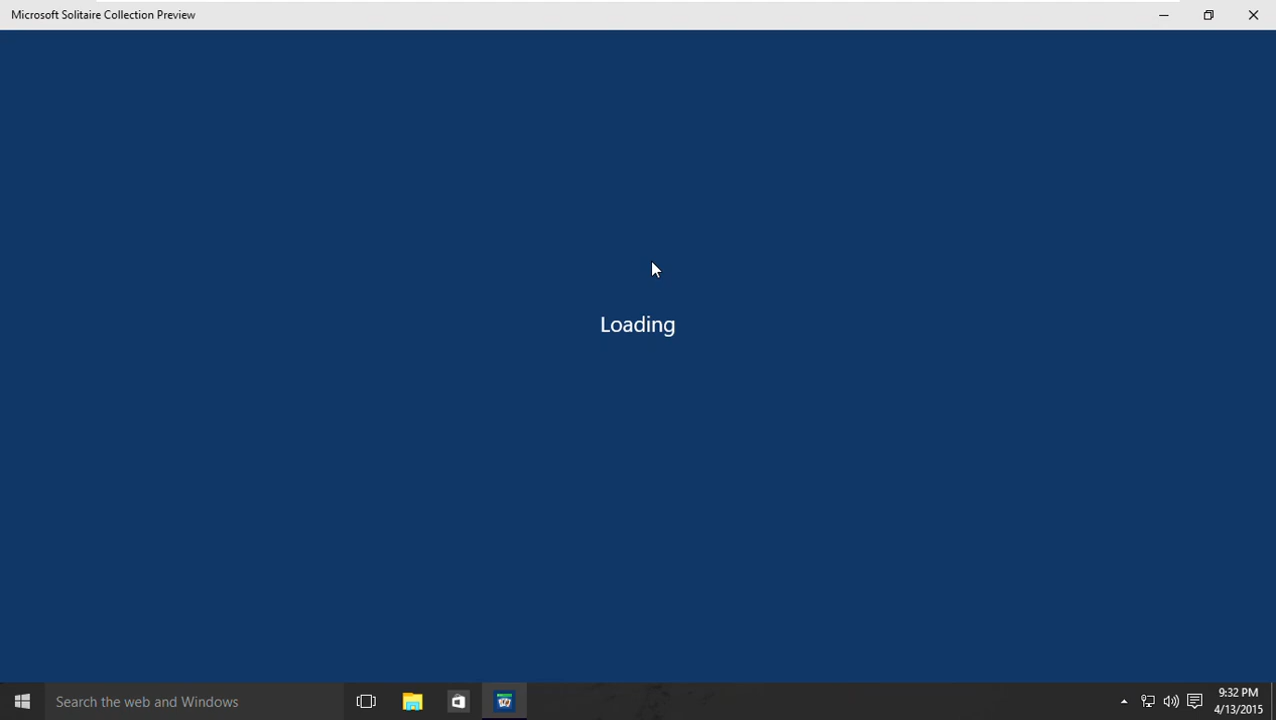 Microsoft Solitaire Collection Preview
Loading
Search the web and Windows
9:32 PM
4/13/2015